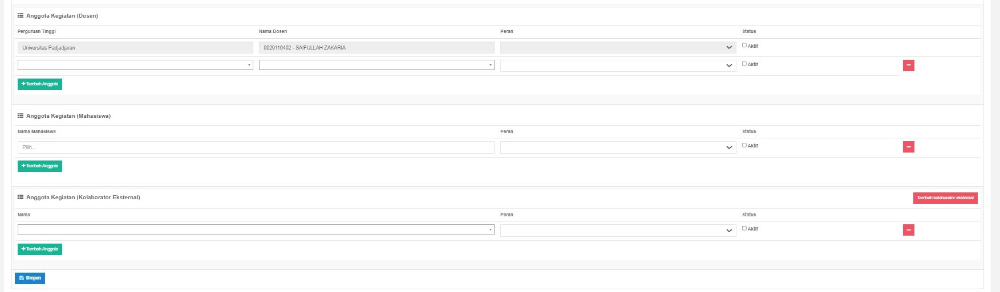 Anggota Kegiatan (Dosen)
Perguruan Tinggi Nama Dosen Peran Status
Universitas Padjadjaran 0029116402 - SAIFULLAH ZAKARIA Aktif
Aktif
Tambah Anggota
Anggota Kegiatan (Mahasiswa)
Nama Mahasiswa Peran Status
Pilih... Aktif
Tambah Anggota
Anggota Kegiatan (Kolaborator Eksternal) Tambah kolaborator eksternal
Nama Peran Status
Aktif
Tambah Anggota
Simpan